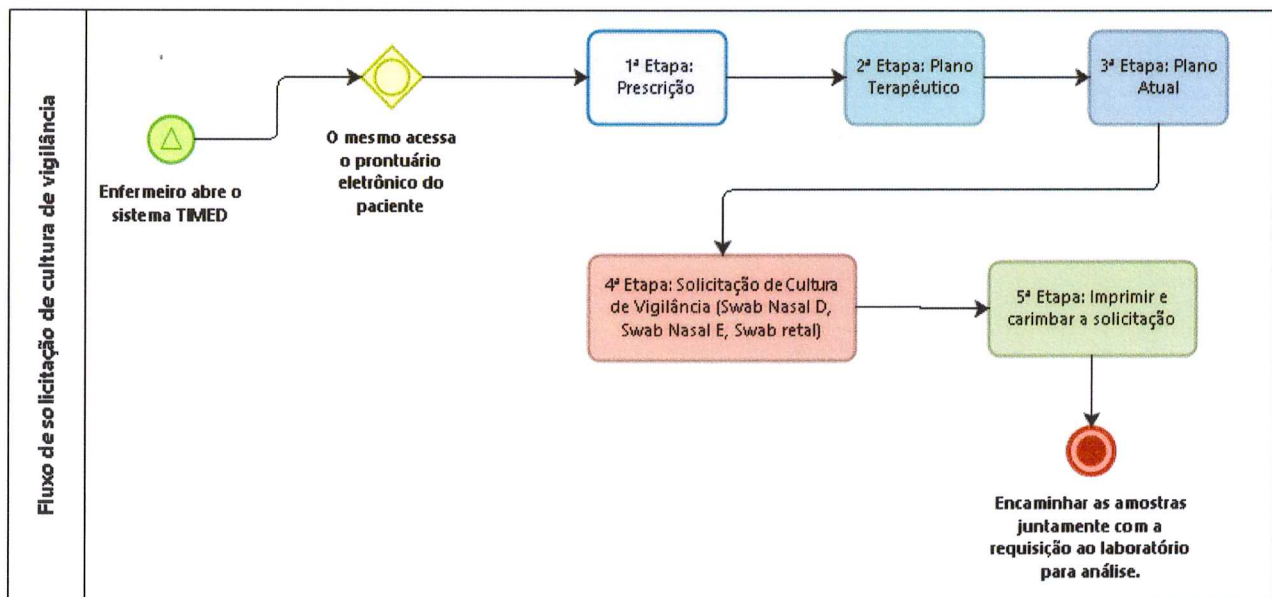 Fluxo de solicitação de cultura de vigilância
Enfermeiro abre o
sistema TIMED
O mesmo acessa
o prontuário
eletrônico do
paciente
1ª Etapa:
Prescrição
2ª Etapa: Plano
Terapêutico
3ª Etapa: Plano
Atual
4ª Etapa: Solicitação de Cultura
de Vigilância (Swab Nasal D,
Swab Nasal E, Swab retal)
5ª Etapa: Imprimir e
carimbar a solicitação
Encaminhar as amostras
juntamente com a
requisição ao laboratório
para análise.